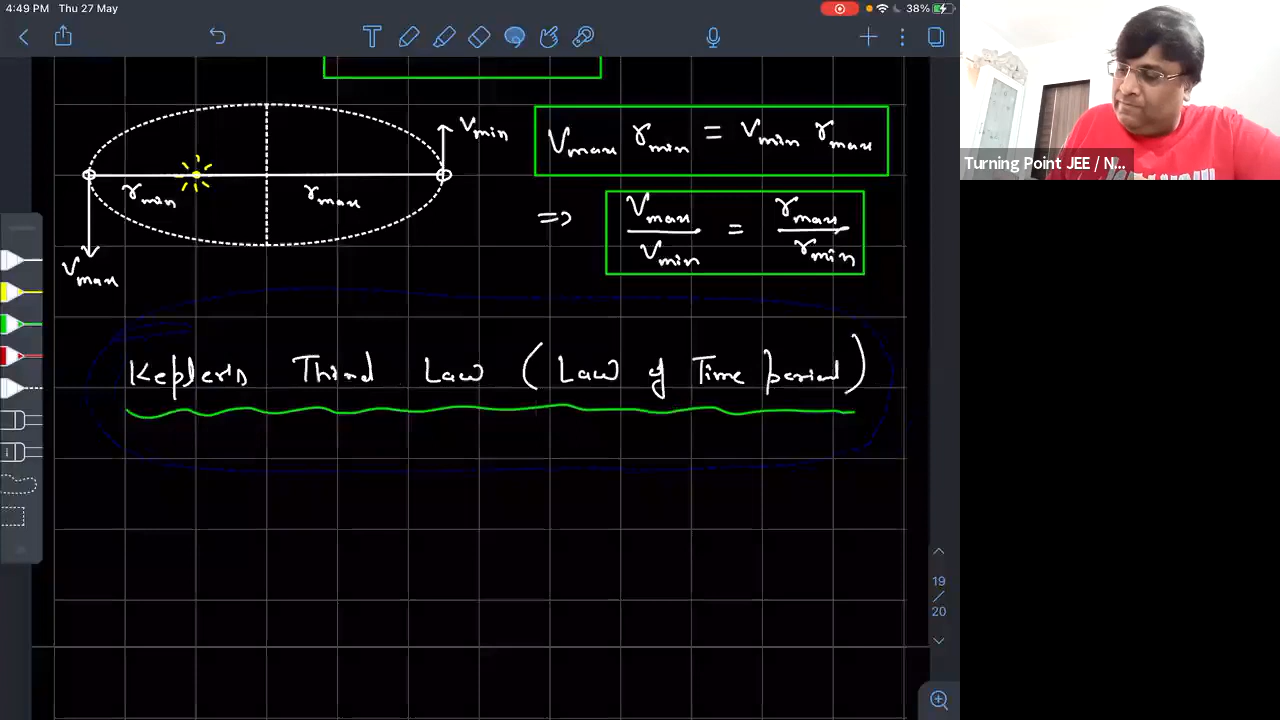 4:49 PM Thu 27 May
38%
Vmin
Vmax rmin = Vmin rmax
rmin
rmax
=> Vmax / Vmin = rmax / rmin
Vmax
Turning Point JEE / N...
Kepler's Third Law (Law of Time period)
19
/
20